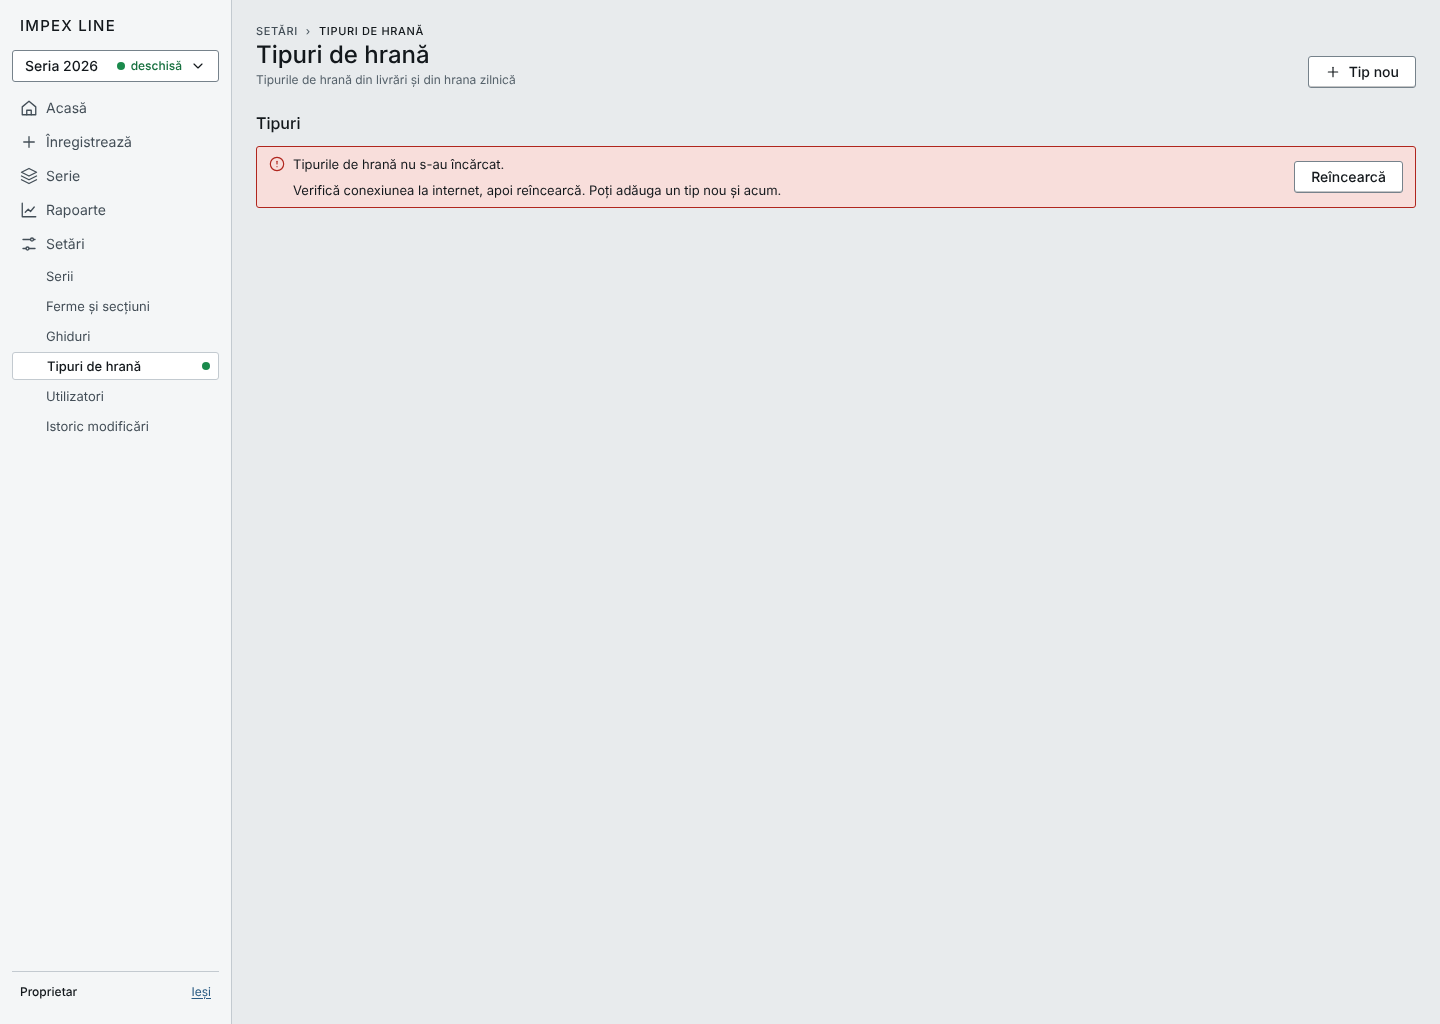 IMPEX LINE
Seria 2026 deschisă
Acasă
Înregistrează
Serie
Rapoarte
Setări
Serii
Ferme și secțiuni
Ghiduri
Tipuri de hrană
Utilizatori
Istoric modificări
Proprietar Ieși
SETĂRI › TIPURI DE HRANĂ
Tipuri de hrană
Tipurile de hrană din livrări și din hrana zilnică
Tip nou
Tipuri
Tipurile de hrană nu s-au încărcat.
Verifică conexiunea la internet, apoi reîncearcă. Poți adăuga un tip nou și acum.
Reîncearcă